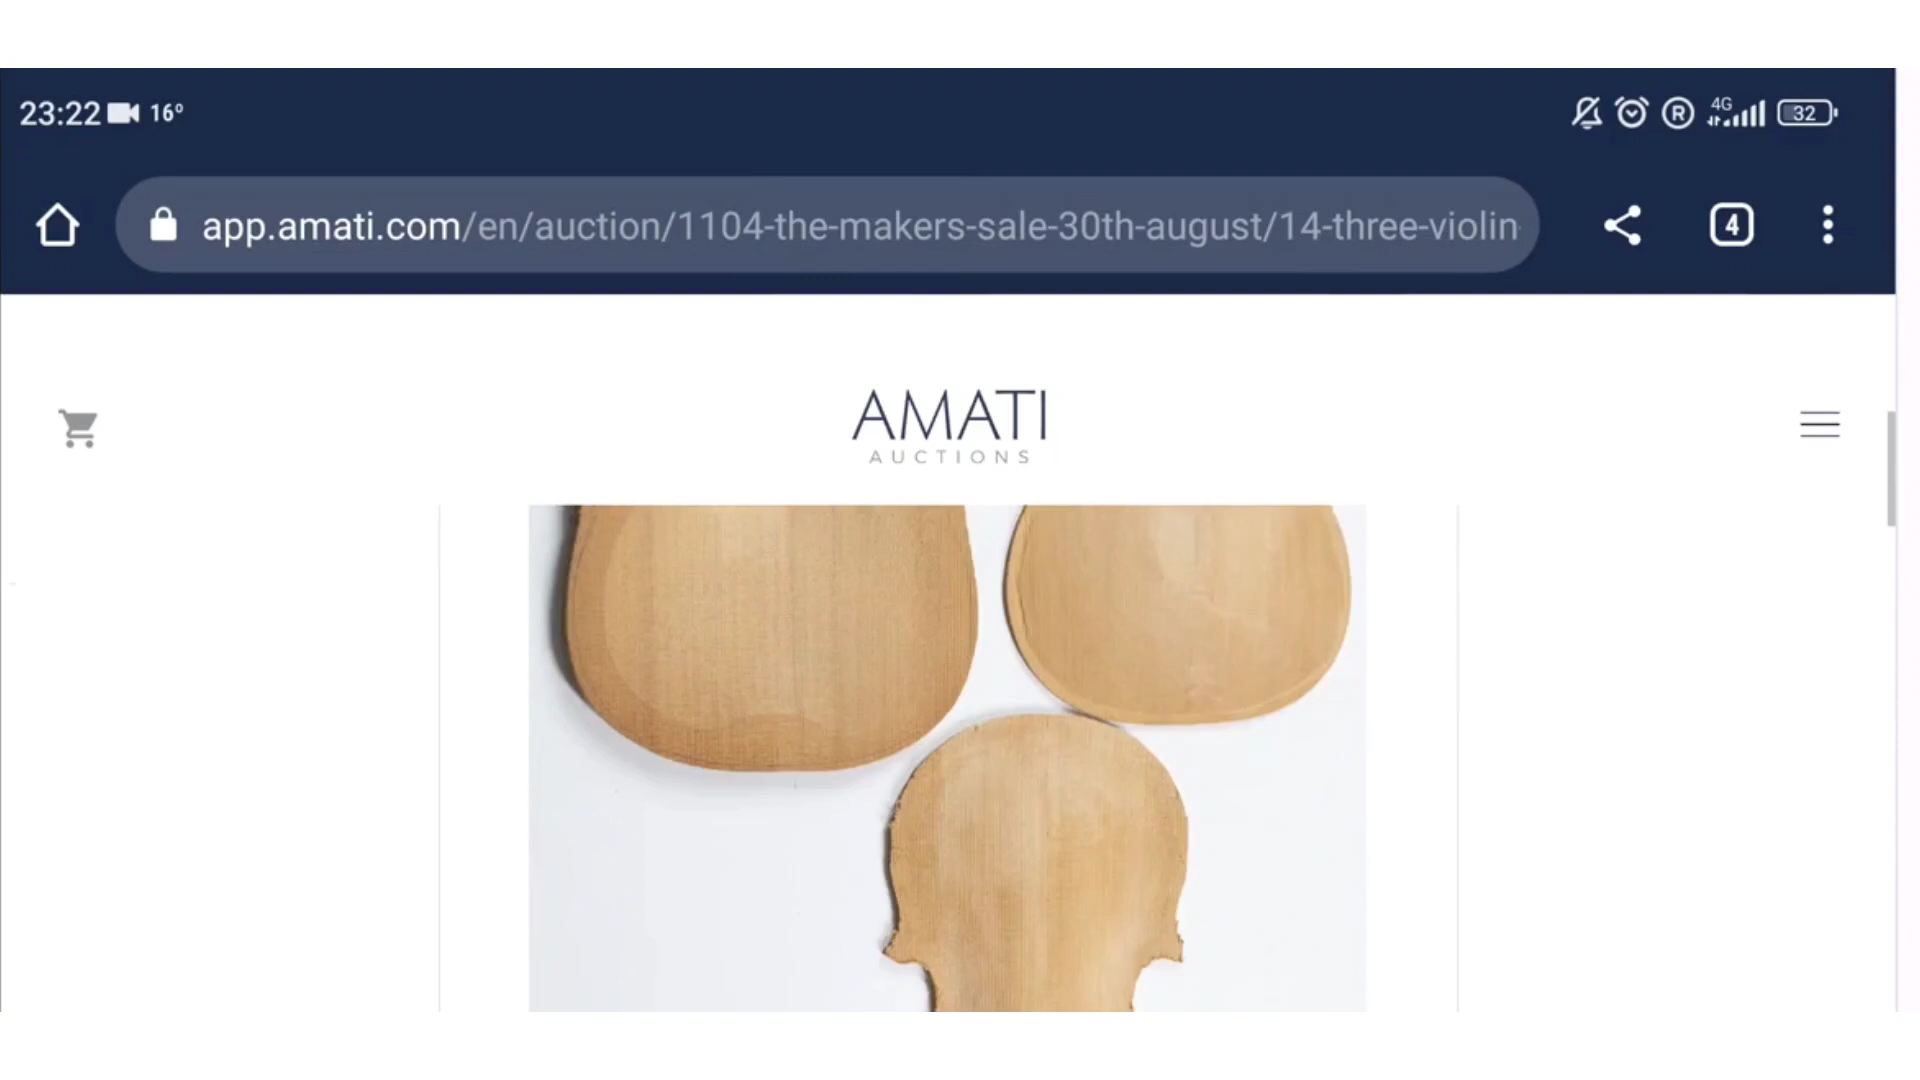 23:22 16° 4G 32
app.amati.com/en/auction/1104-the-makers-sale-30th-august/14-three-violin
R
4
AMATI
AUCTIONS